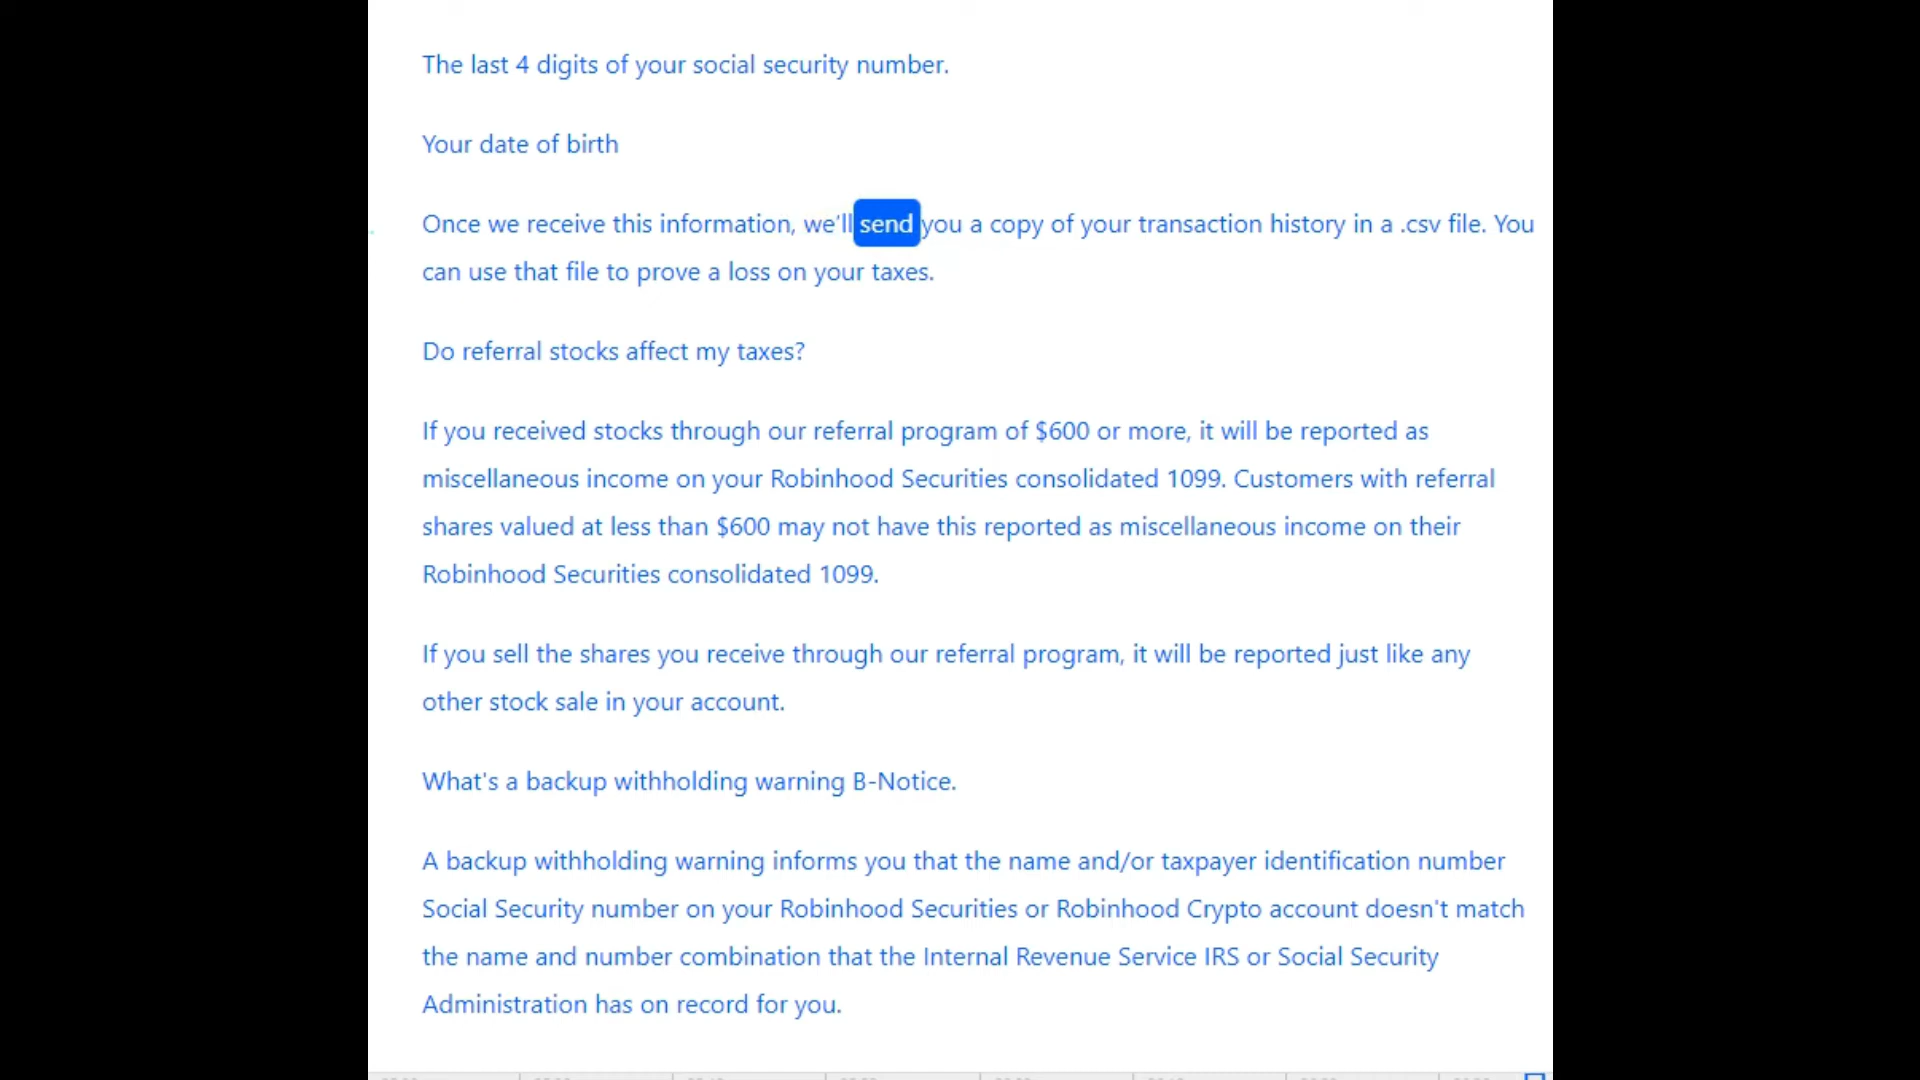 The last 4 digits of your social security number.
Your date of birth
Once we receive this information, we'll send you a copy of your transaction history in a .csv file. You
can use that file to prove a loss on your taxes.
Do referral stocks affect my taxes?
If you received stocks through our referral program of $600 or more, it will be reported as
miscellaneous income on your Robinhood Securities consolidated 1099. Customers with referral
shares valued at less than $600 may not have this reported as miscellaneous income on their
Robinhood Securities consolidated 1099.
If you sell the shares you receive through our referral program, it will be reported just like any
other stock sale in your account.
What's a backup withholding warning B-Notice.
A backup withholding warning informs you that the name and/or taxpayer identification number
Social Security number on your Robinhood Securities or Robinhood Crypto account doesn't match
the name and number combination that the Internal Revenue Service IRS or Social Security
Administration has on record for you.